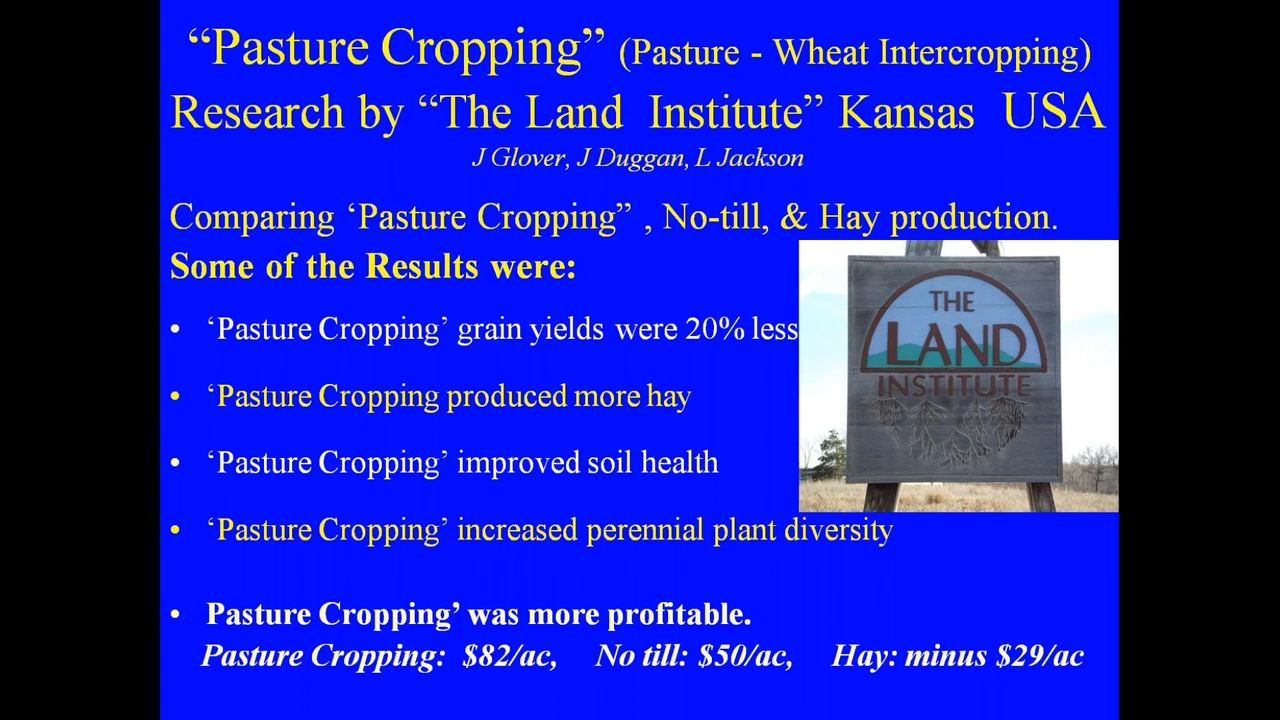 “Pasture Cropping” (Pasture - Wheat Intercropping)
Research by “The Land Institute” Kansas USA
J Glover, J Duggan, L Jackson
Comparing ‘Pasture Cropping” , No-till, & Hay production.
Some of the Results were:
• ‘Pasture Cropping’ grain yields were 20% less
• ‘Pasture Cropping produced more hay
• ‘Pasture Cropping’ improved soil health
• ‘Pasture Cropping’ increased perennial plant diversity
• Pasture Cropping’ was more profitable.
Pasture Cropping: $82/ac, No till: $50/ac, Hay: minus $29/ac
THE
LAND
INSTITUTE